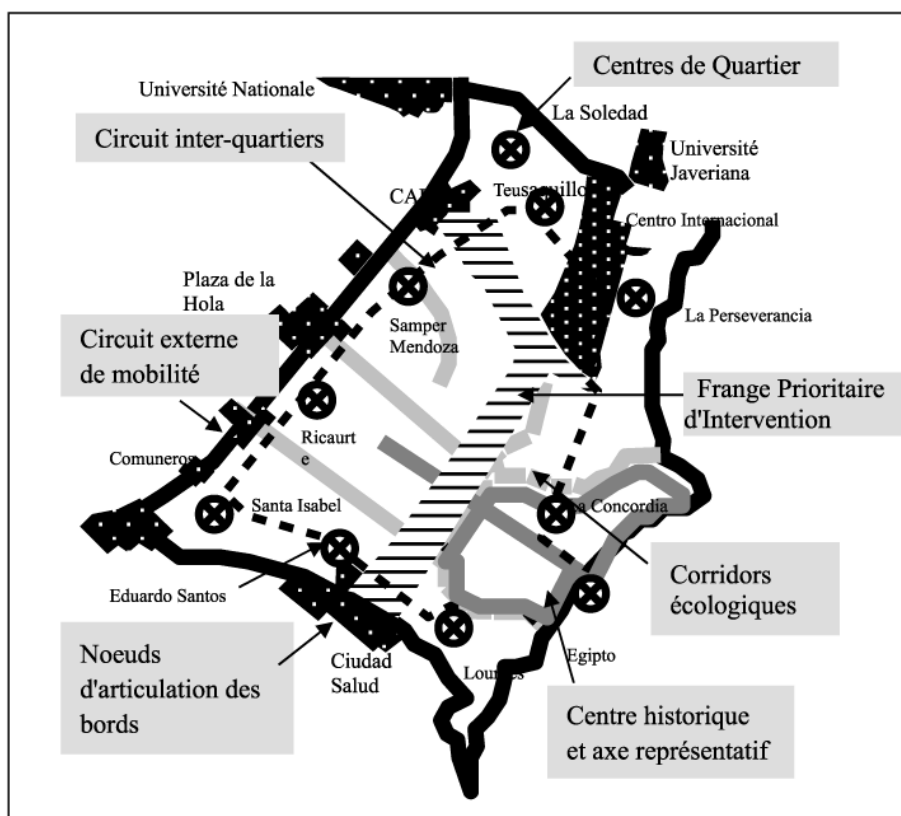 Centres de Quartier
Université Nationale
La Soledad
Circuit inter-quartiers
Université
Javeriana
Teusaquillo
Centro Internacional
Plaza de la
Hola
La Perseverancia
Samper
Mendoza
Circuit externe
de mobilité
Frange Prioritaire
d'Intervention
Ricaurt
e
Comuneros
Santa Isabel
Concordia
Eduardo Santos
Corridors
écologiques
Noeuds
d'articulation des
bords
Ciudad
Salud
Lourdes
Egipto
Centre historique
et axe représentatif